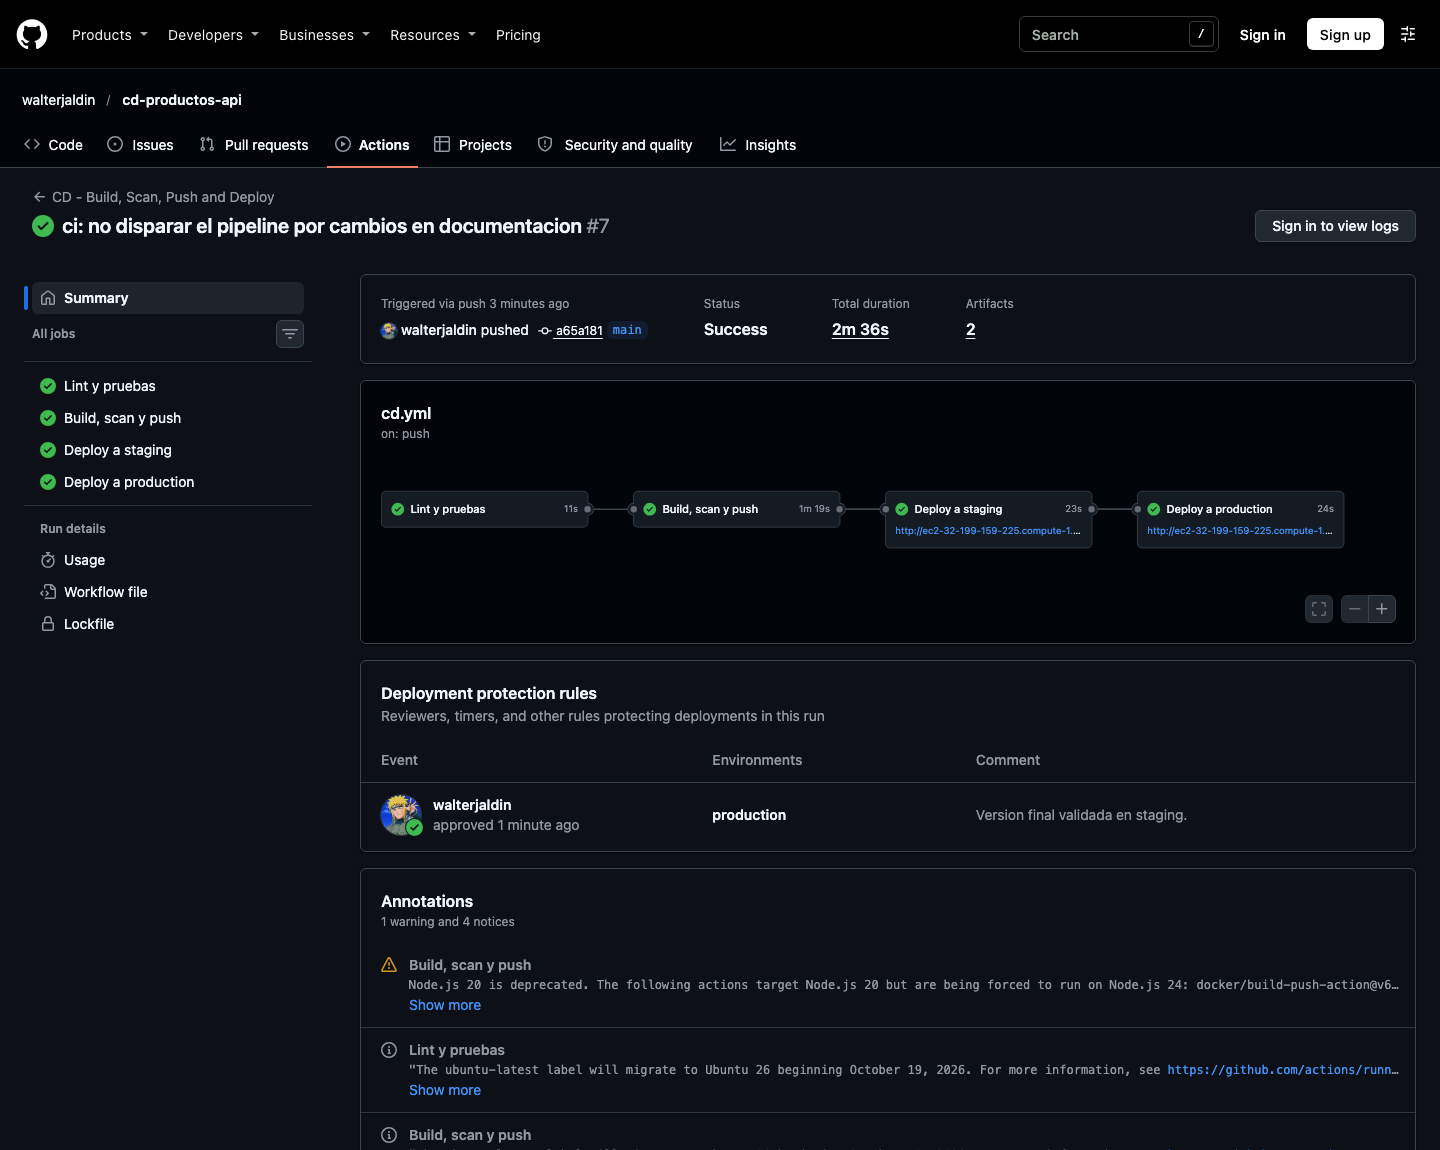 Products Developers Businesses Resources Pricing Search / Sign in Sign up
walterjaldin / cd-productos-api
Code Issues Pull requests Actions Projects Security and quality Insights
CD - Build, Scan, Push and Deploy
ci: no disparar el pipeline por cambios en documentacion #7
Sign in to view logs
Summary
All jobs
Lint y pruebas
Build, scan y push
Deploy a staging
Deploy a production
Run details
Usage
Workflow file
Lockfile
Triggered via push 3 minutes ago
walterjaldin pushed a65a181 main
Status
Success
Total duration
2m 36s
Artifacts
2
cd.yml
on: push
Lint y pruebas 11s
Build, scan y push 1m 19s
Deploy a staging 23s
http://ec2-32-199-159-225.compute-1.…
Deploy a production 24s
http://ec2-32-199-159-225.compute-1.…
Deployment protection rules
Reviewers, timers, and other rules protecting deployments in this run
Event Environments Comment
walterjaldin
approved 1 minute ago
production
Version final validada en staging.
Annotations
1 warning and 4 notices
Build, scan y push
Node.js 20 is deprecated. The following actions target Node.js 20 but are being forced to run on Node.js 24: docker/build-push-action@v6…
Show more
Lint y pruebas
"The ubuntu-latest label will migrate to Ubuntu 26 beginning October 19, 2026. For more information, see https://github.com/actions/runn…
Show more
Build, scan y push